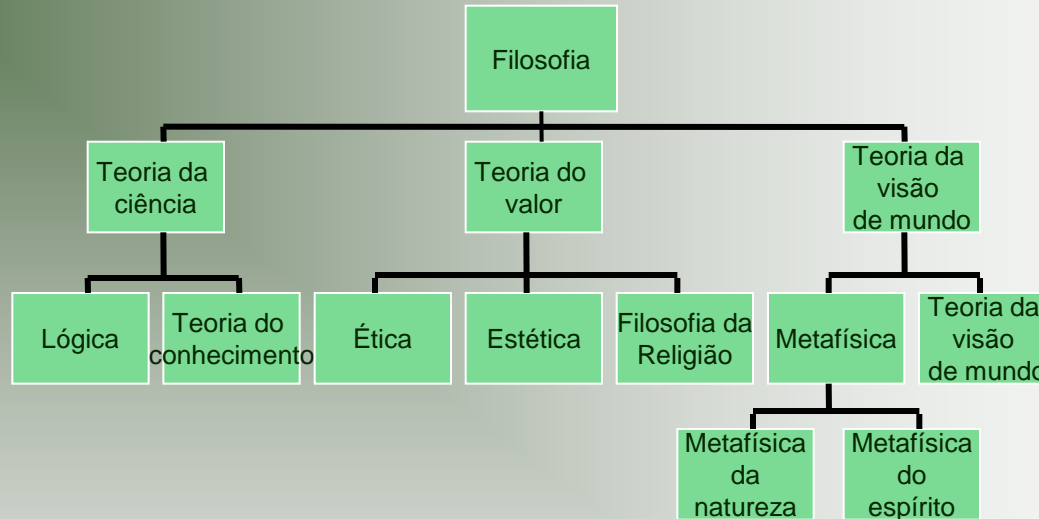 Filosofia
Teoria da
ciência
Teoria do
valor
Teoria da
visão
de mundo
Lógica
Teoria do
conhecimento
Ética
Estética
Filosofia da
Religião
Metafísica
Teoria da
visão
de mundo
Metafísica
da
natureza
Metafísica
do
espírito